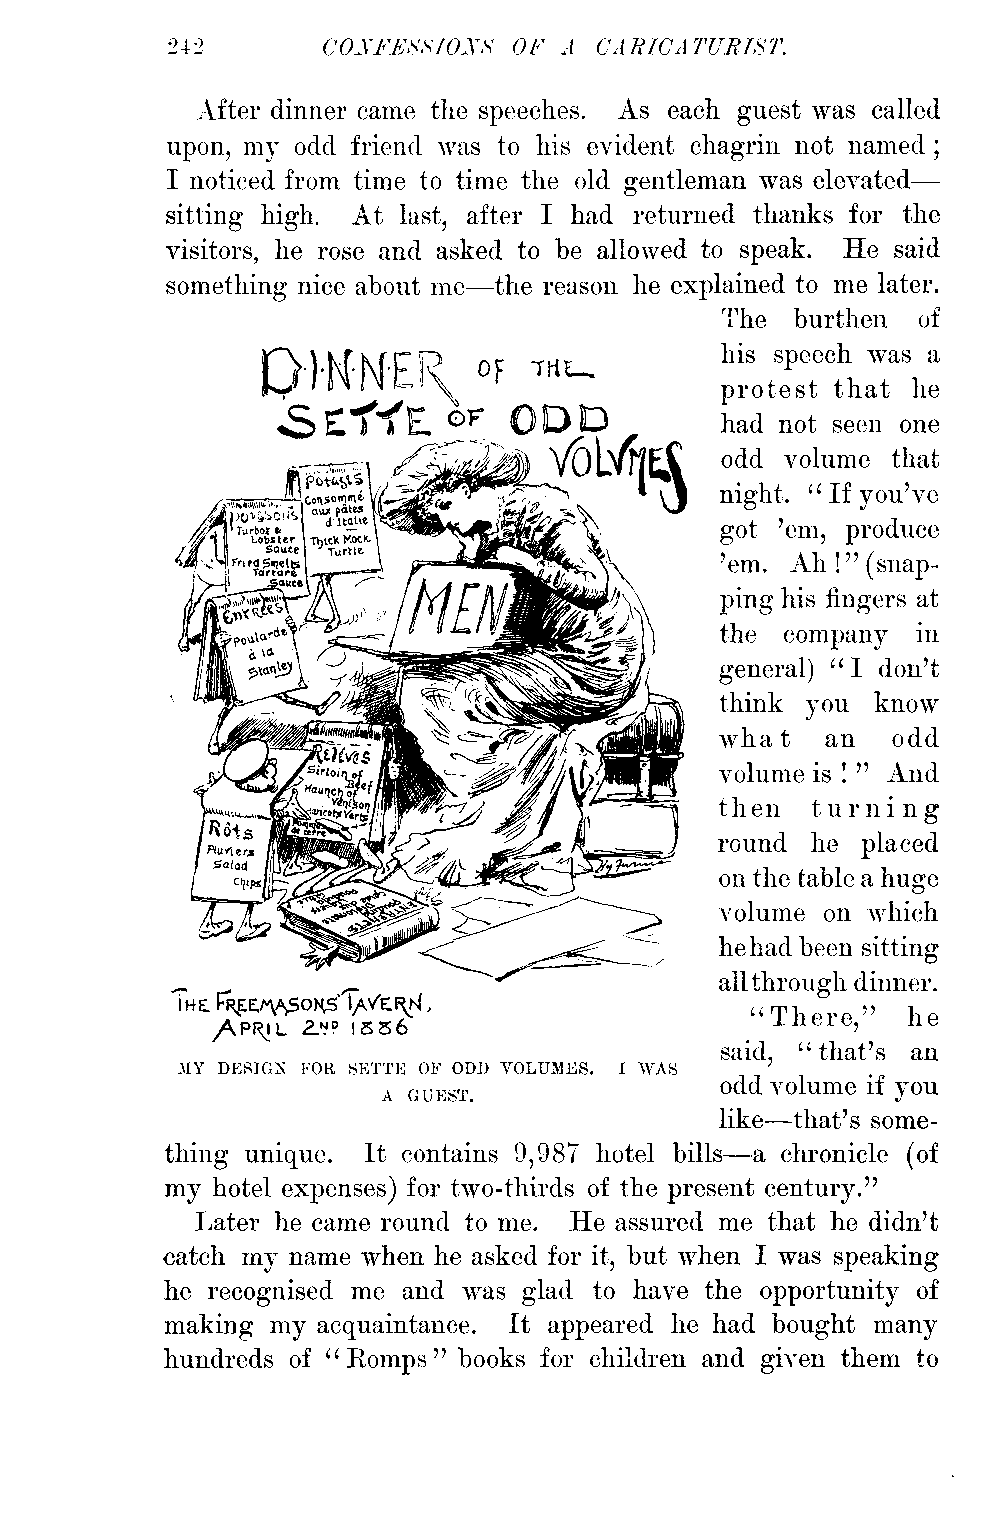 242 CONFESSIONS OF A CARICATURIST.
After dinner came the speeches. As each guest was called
upon, my odd friend was to his evident chagrin not named ;
I noticed from time to time the old gentleman was elevated—
sitting high. At last, after I had returned thanks for the
visitors, he rose and asked to be allowed to speak. He said
something nice about me—the reason he explained to me later.
The burthen of
his speech was a
protest that he
had not seen one
odd volume that
night. “If you’ve
got ’em, produce
’em. Ah !” (snap-
ping his fingers at
the company in
general) “I don’t
think you know
what an odd
volume is ! ” And
then turning
round he placed
on the table a huge
volume on which
he had been sitting
all through dinner.
“There,” he
said, “that’s an
odd volume if you
like—that’s some-
DINNER OF THE
SETTE OF ODD
VOLVMES
Potages
Consommé
aux pâtes
d'Italie
Thick Mock
Turtle
Poissons
Turbot &
Lobster
Sauce
Fried Smelts
Tartare
Sauce
Entrées
Poularde
à la
Stanley
MEN
Relèves
Sirloin of
Beef
Haunch of
Venison
Haricots Verts
Rôts
Pluviers
Salad
Chips
Hy Furniss
THE FREEMASONS' TAVERN,
APRIL 2ND 1886
MY DESIGN FOR SETTE OF ODD VOLUMES. I WAS
A GUEST.
thing unique. It contains 9,987 hotel bills—a chronicle (of
my hotel expenses) for two-thirds of the present century.”
Later he came round to me. He assured me that he didn’t
catch my name when he asked for it, but when I was speaking
he recognised me and was glad to have the opportunity of
making my acquaintance. It appeared he had bought many
hundreds of “Romps” books for children and given them to